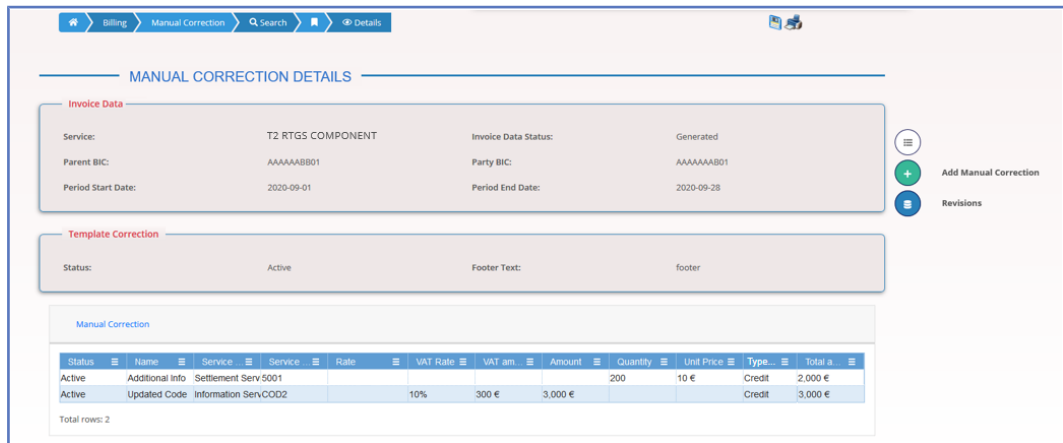 Billing Manual Correction Search Details
MANUAL CORRECTION DETAILS
Invoice Data
Service: T2 RTGS COMPONENT Invoice Data Status: Generated
Parent BIC: AAAAAABB01 Party BIC: AAAAAAAB01
Add Manual Correction
Period Start Date: 2020-09-01 Period End Date: 2020-09-28
Revisions
Template Correction
Status: Active Footer Text: footer
Manual Correction
Status Name Service ... Service ... Rate VAT Rate VAT am... Amount Quantity Unit Price Type... Total a...
Active Additional Info Settlement Serv 5001 200 10 € Credit 2,000 €
Active Updated Code Information Serv COD2 10% 300 € 3,000 € Credit 3,000 €
Total rows: 2